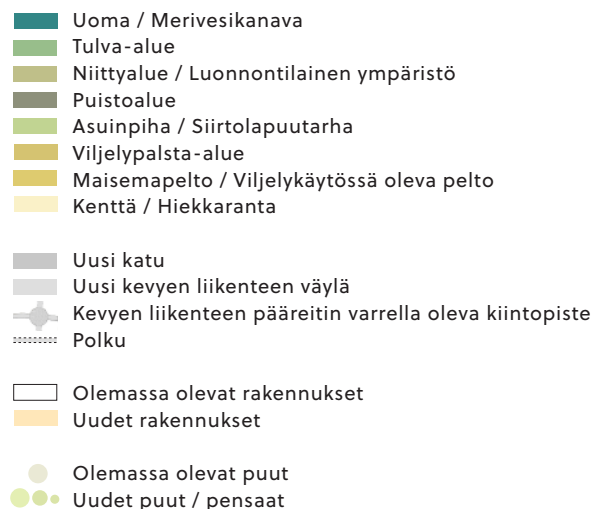 Uoma / Merivesikanava
Tulva-alue
Niittyalue / Luonnontilainen ympäristö
Puistoalue
Asuinpiha / Siirtolapuutarha
Viljelypalsta-alue
Maisemapelto / Viljelykäytössä oleva pelto
Kenttä / Hiekkaranta
Uusi katu
Uusi kevyen liikenteen väylä
Kevyen liikenteen pääreitin varrella oleva kiintopiste
Polku
Olemassa olevat rakennukset
Uudet rakennukset
Olemassa olevat puut
Uudet puut / pensaat